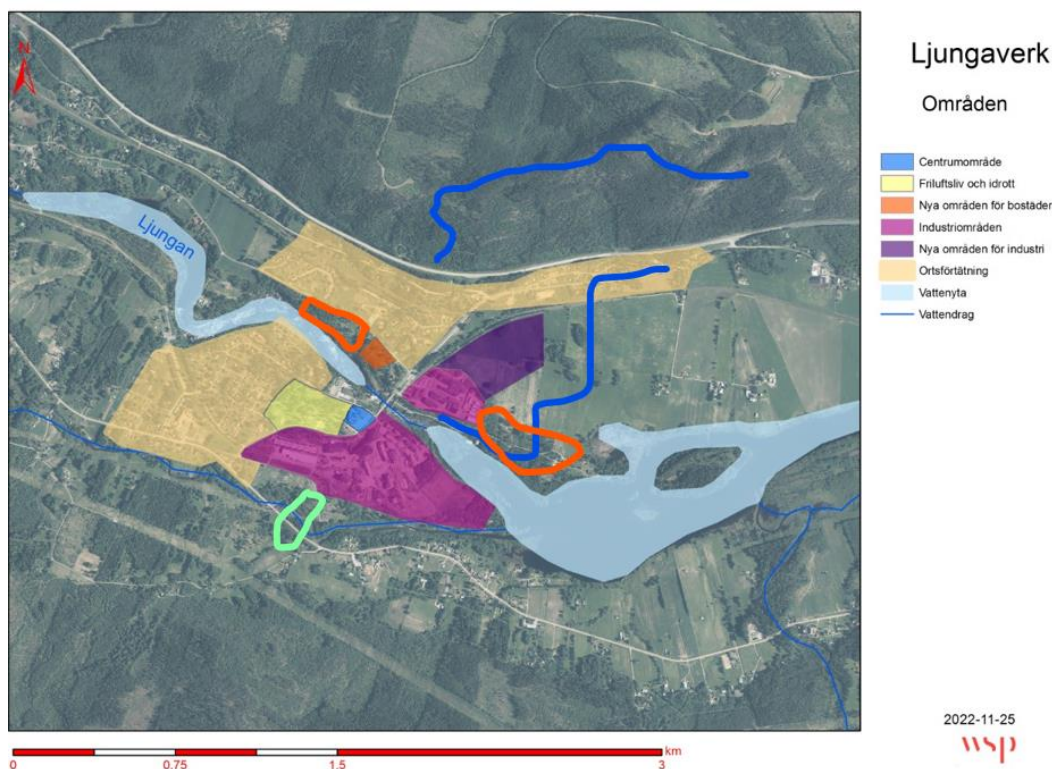 Ljungaverk
Områden
Centrumområde
Friluftsliv och idrott
Nya områden för bostäder
Industriområden
Nya områden för industri
Ortsförtätning
Vattenyta
Vattendrag
N
Ljungan
0 0.75 1.5 3
km
2022-11-25
wsp